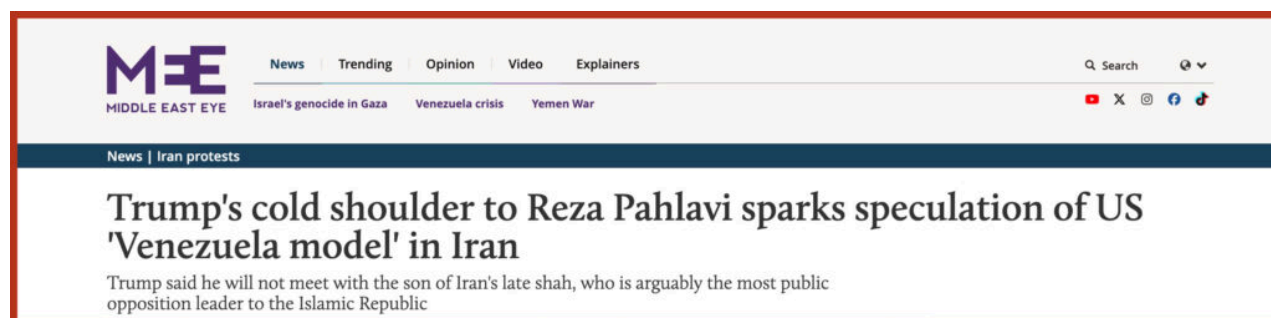 MEE
MIDDLE EAST EYE
News Trending Opinion Video Explainers
Search
Israel's genocide in Gaza Venezuela crisis Yemen War
News | Iran protests
Trump's cold shoulder to Reza Pahlavi sparks speculation of US
'Venezuela model' in Iran
Trump said he will not meet with the son of Iran's late shah, who is arguably the most public
opposition leader to the Islamic Republic